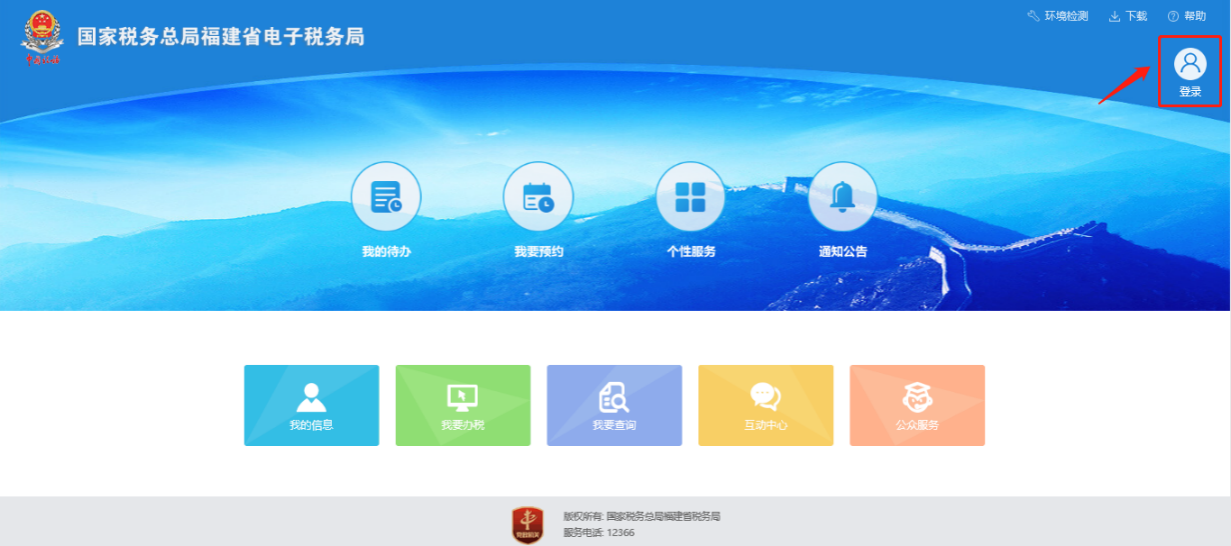 环境检测 下载 帮助
国家税务总局福建省电子税务局
中国税务
登录
我的待办 我要预约 个性服务 通知公告
我的信息 我要办税 我要查询 互动中心 公众服务
版权所有: 国家税务总局福建省税务局
服务电话: 12366